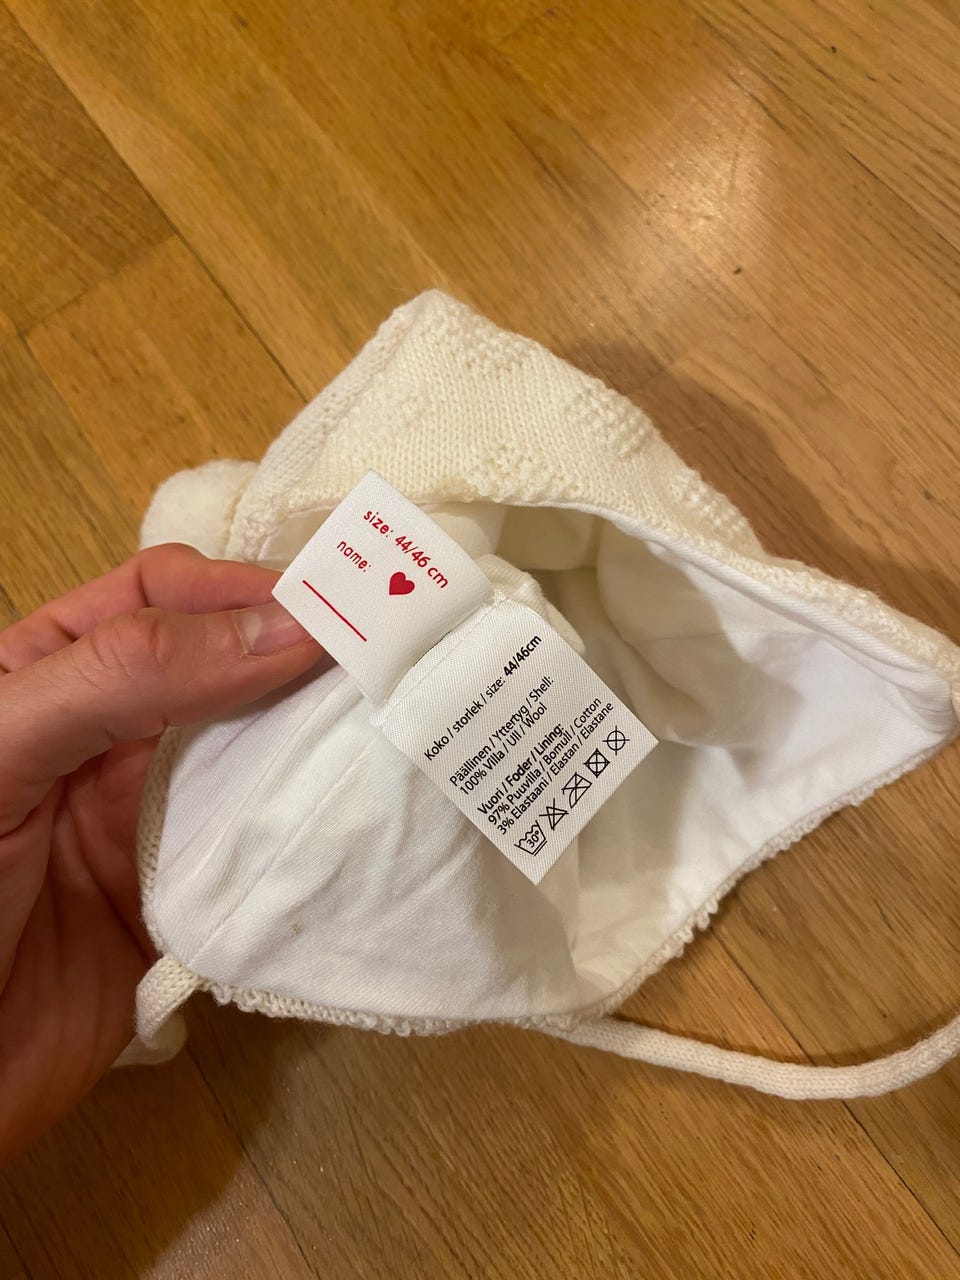 size: 44/46 cm
name:
Koko / storlek / size: 44/46cm
Päällinen / Yttertyg / Shell:
100% Villa / Ull / Wool
Vuori / Foder / Lining:
97% Puuvilla / Bomull / Cotton
3% Elastaani / Elastan / Elastane
30°